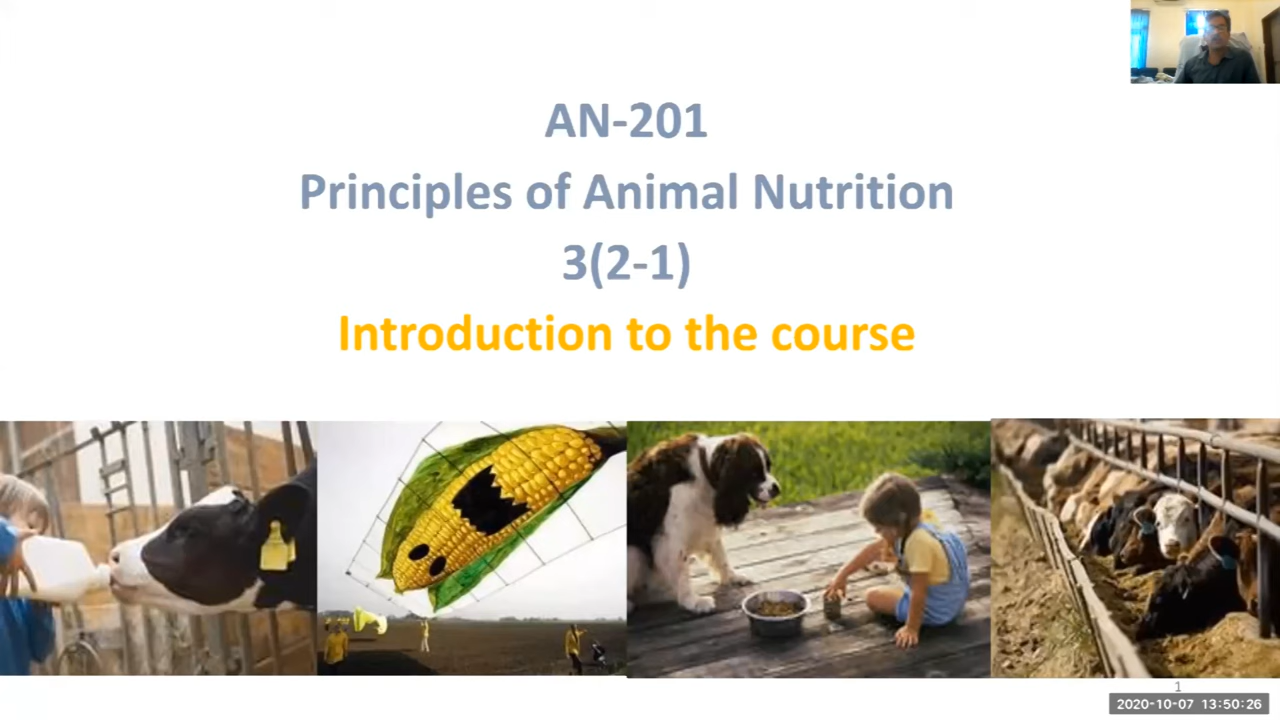 AN-201
Principles of Animal Nutrition
3(2-1)
Introduction to the course
1
2020-10-07 13:50:26